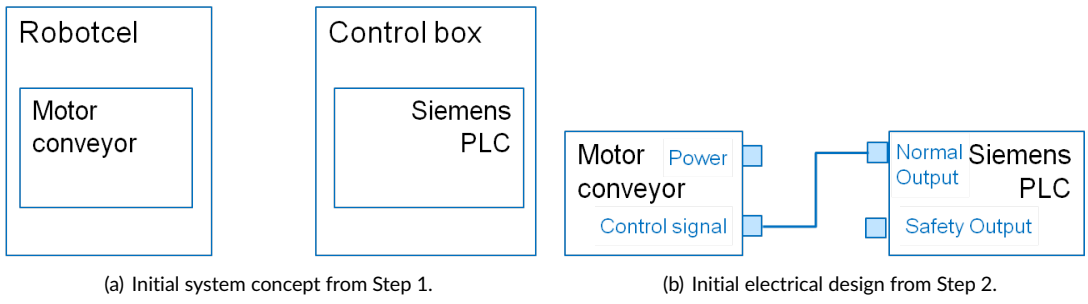 Robotcel
Motor
conveyor
Control box
Siemens
PLC
(a) Initial system concept from Step 1.
Motor
conveyor
Power
Control signal
Normal
Output
Siemens
PLC
Safety Output
(b) Initial electrical design from Step 2.